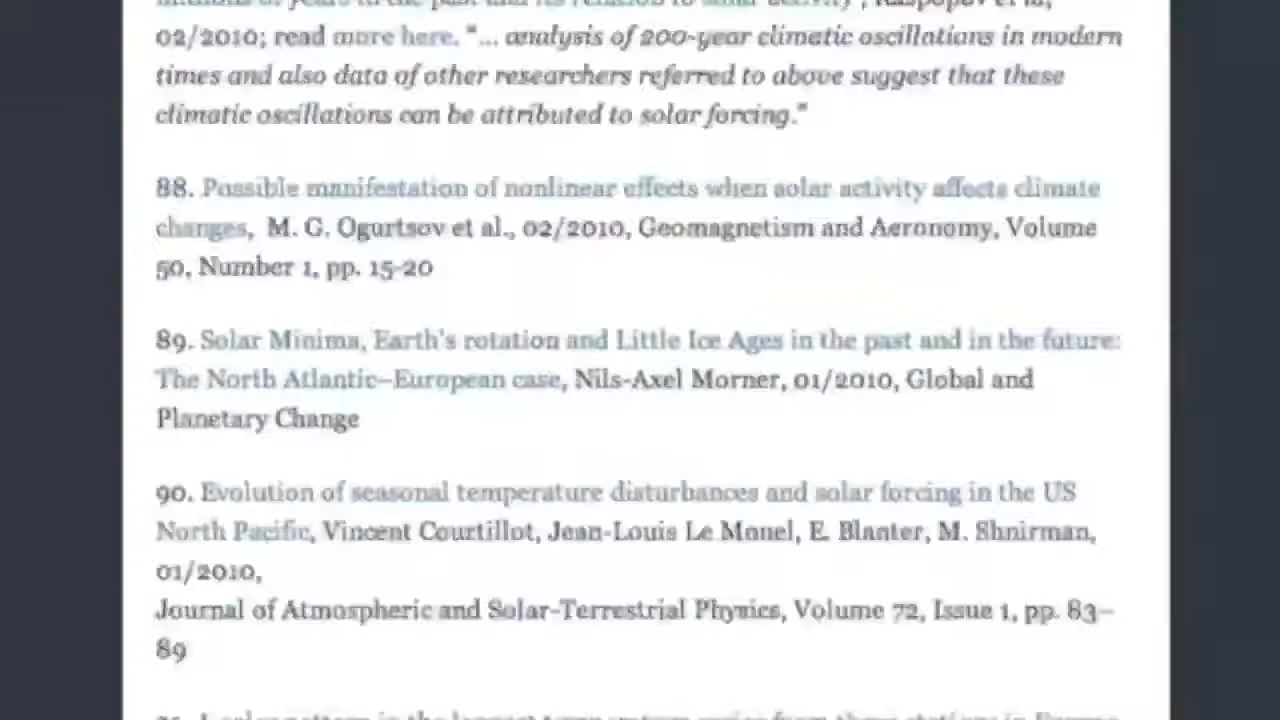 02/2010; read more here. "... analysis of 200-year climatic oscillations in modern
times and also data of other researchers referred to above suggest that these
climatic oscillations can be attributed to solar forcing."
88. Possible manifestation of nonlinear effects when solar activity affects climate
changes, M. G. Ogurtsov et al., 02/2010, Geomagnetism and Aeronomy, Volume
50, Number 1, pp. 15-20
89. Solar Minima, Earth's rotation and Little Ice Ages in the past and in the future:
The North Atlantic–European case, Nils-Axel Morner, 01/2010, Global and
Planetary Change
90. Evolution of seasonal temperature disturbances and solar forcing in the US
North Pacific, Vincent Courtillot, Jean-Louis Le Mouel, E. Blanter, M. Shnirman,
01/2010,
Journal of Atmospheric and Solar-Terrestrial Physics, Volume 72, Issue 1, pp. 83–
89